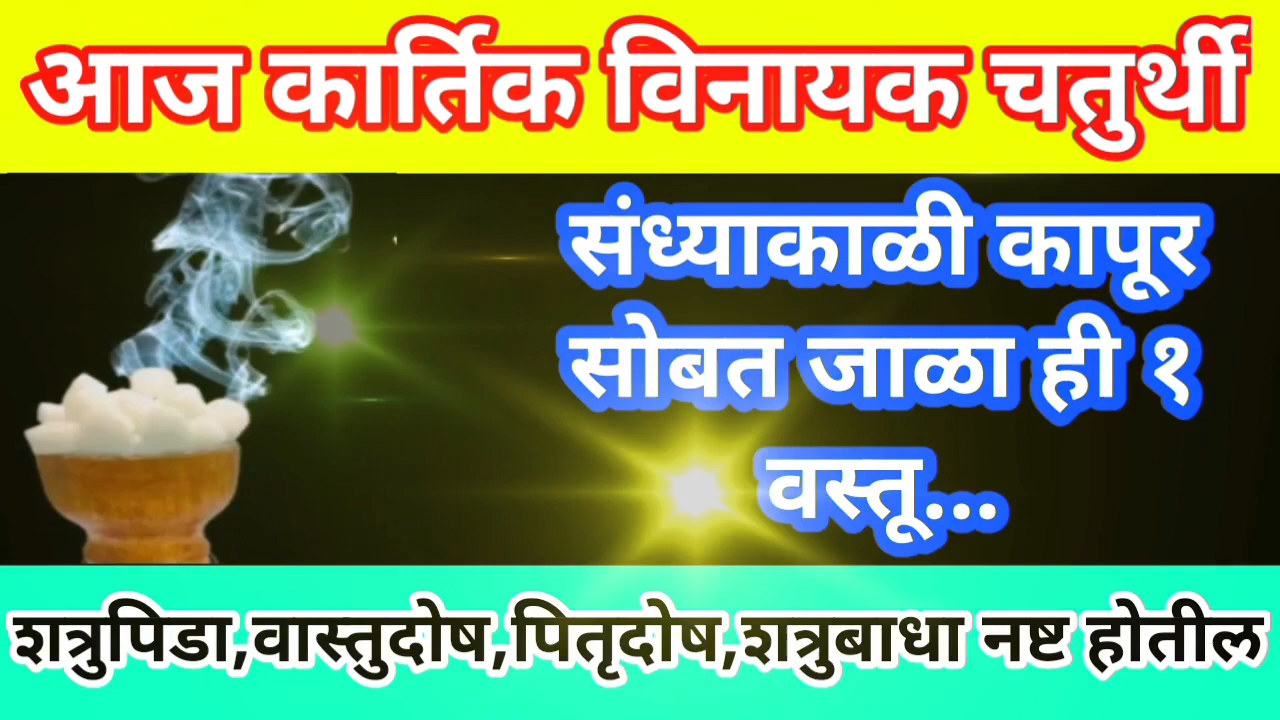 आज कार्तिक विनायक चतुर्थी
संध्याकाळी कापूर
सोबत जाळा ही १
वस्तू...
शत्रुपिडा,वास्तुदोष,पितृदोष,शत्रुबाधा नष्ट होतील